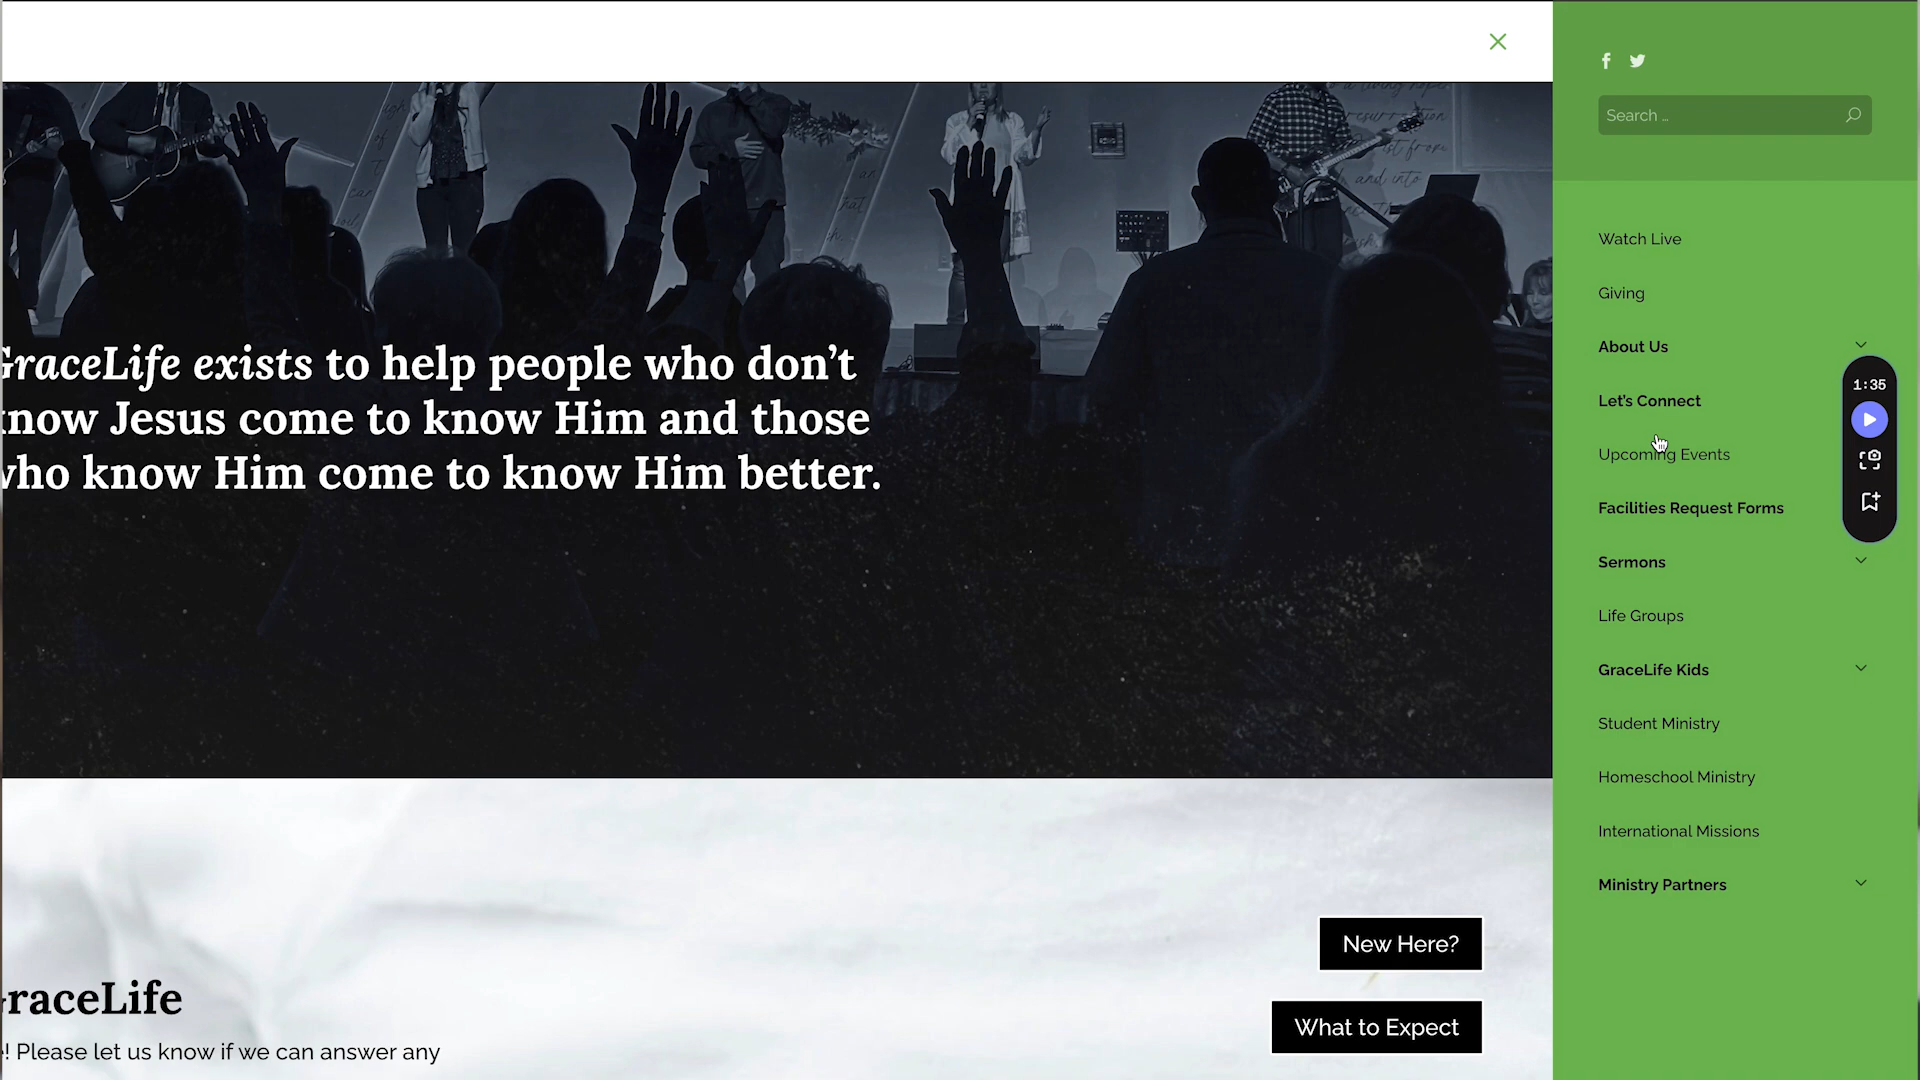 GraceLife exists to help people who don’t
know Jesus come to know Him and those
who know Him come to know Him better.
GraceLife
! Please let us know if we can answer any
New Here?
What to Expect
Search …
Watch Live
Giving
About Us
Let’s Connect
Upcoming Events
Facilities Request Forms
Sermons
Life Groups
GraceLife Kids
Student Ministry
Homeschool Ministry
International Missions
Ministry Partners
1:35